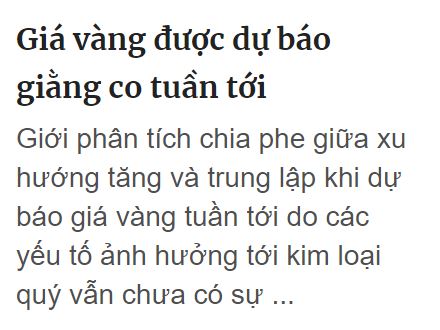 Giá vàng được dự báo
giằng co tuần tới
Giới phân tích chia phe giữa xu
hướng tăng và trung lập khi dự
báo giá vàng tuần tới do các
yếu tố ảnh hưởng tới kim loại
quý vẫn chưa có sự ...